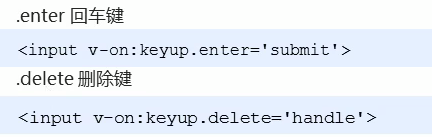 .enter 回车键
<input v-on:keyup.enter='submit'>
.delete 删除键
<input v-on:keyup.delete='handle'>